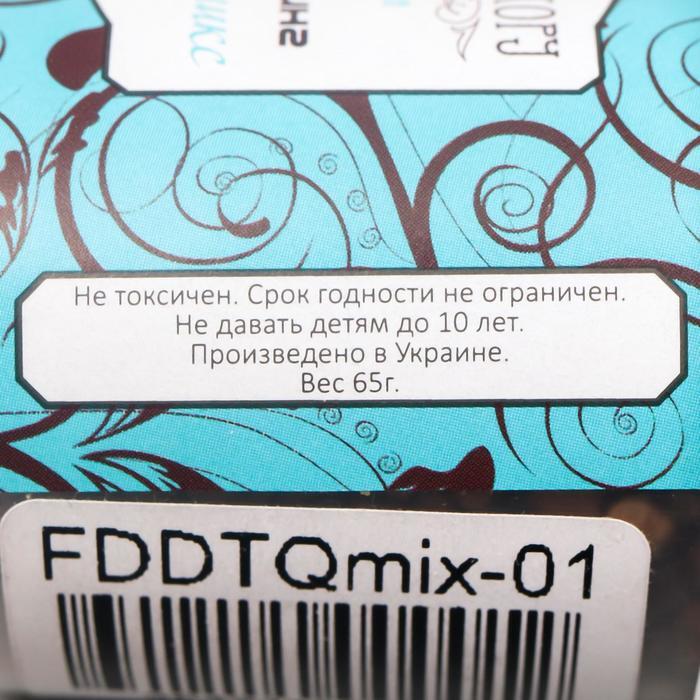 Не токсичен. Срок годности не ограничен.
Не давать детям до 10 лет.
Произведено в Украине.
Вес 65г.
FDDTQmix-01